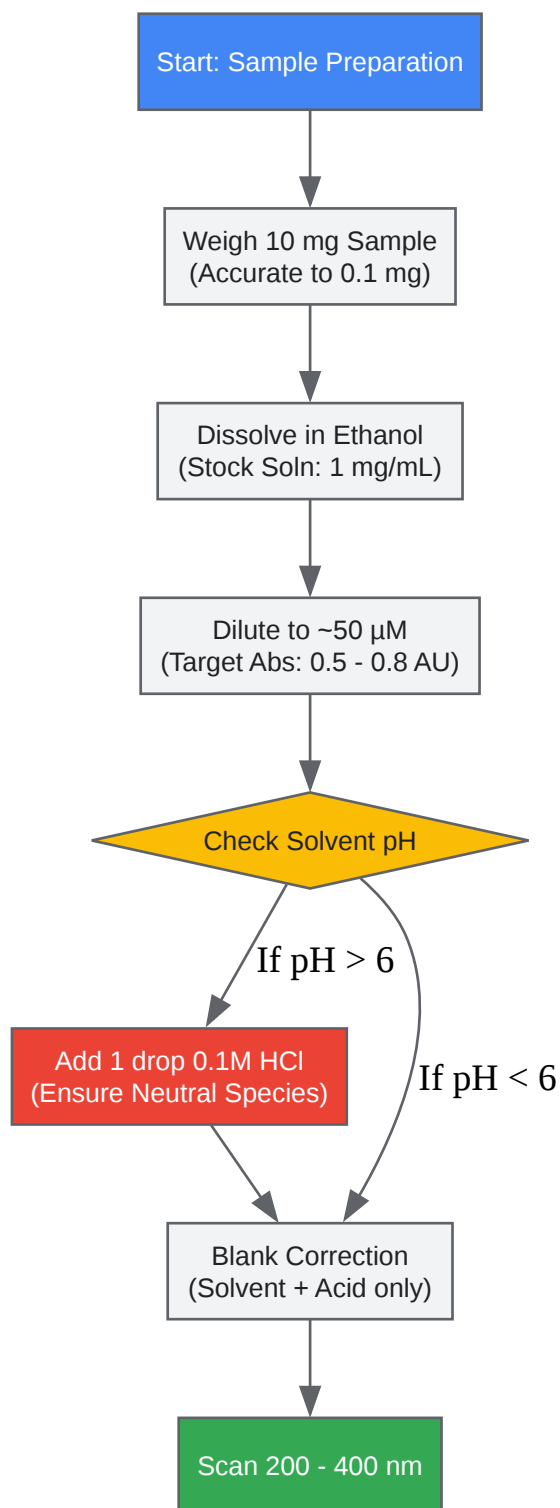 Start: Sample Preparation
Weigh 10 mg Sample
(Accurate to 0.1 mg)
Dissolve in Ethanol
(Stock Soln: 1 mg/mL)
Dilute to ~50 µM
(Target Abs: 0.5 - 0.8 AU)
Check Solvent pH
If pH > 6
Add 1 drop 0.1M HCl
(Ensure Neutral Species)
If pH < 6
Blank Correction
(Solvent + Acid only)
Scan 200 - 400 nm